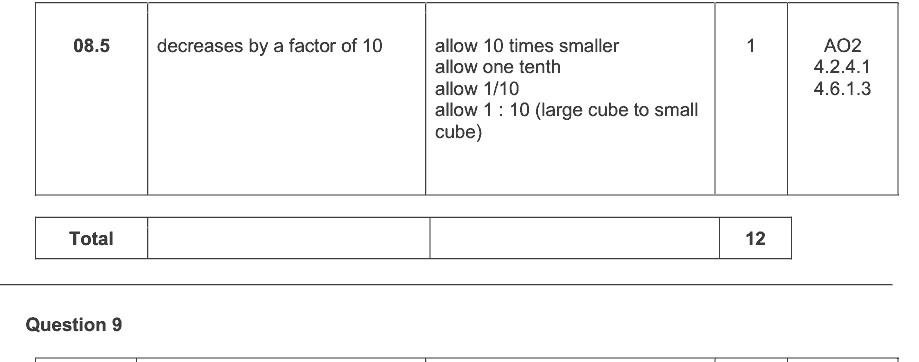 08.5 decreases by a factor of 10 allow 10 times smaller 1 AO2
allow one tenth 4.2.4.1
allow 1/10 4.6.1.3
allow 1 : 10 (large cube to small
cube)
Total 12
Question 9